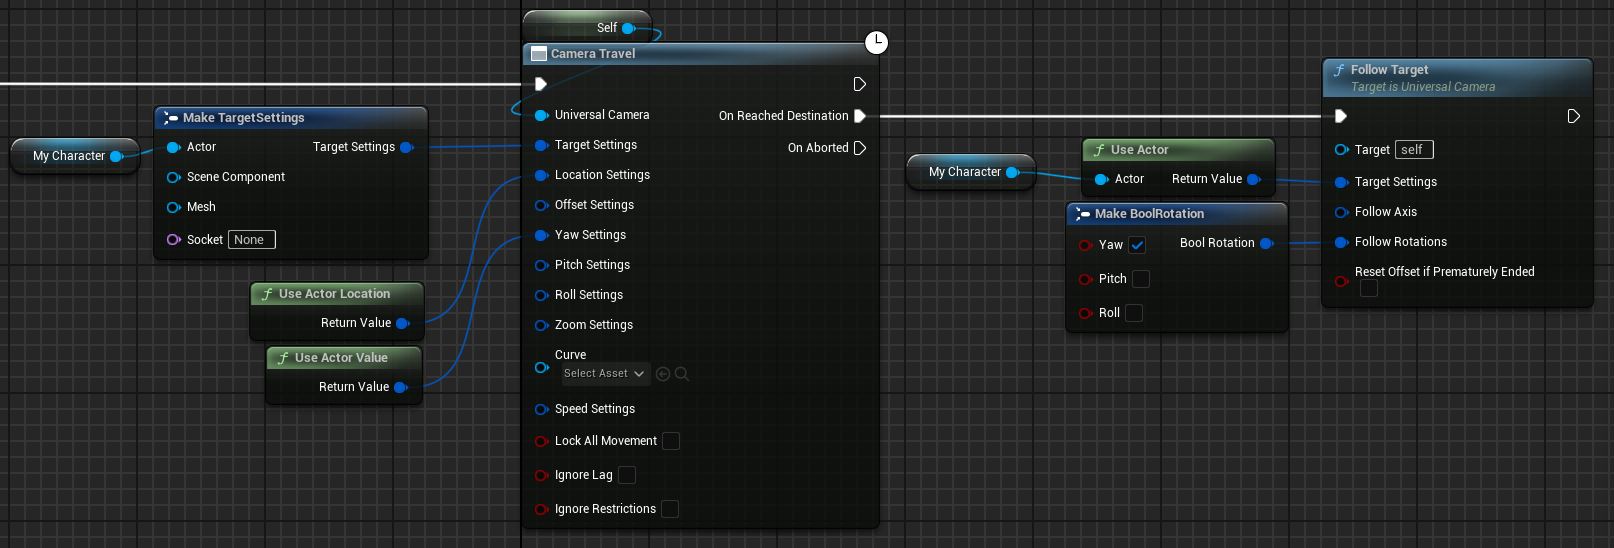 Self
Camera Travel
Universal Camera
On Reached Destination
Target Settings
On Aborted
Location Settings
Offset Settings
Yaw Settings
Pitch Settings
Roll Settings
Zoom Settings
Curve
Select Asset
Speed Settings
Lock All Movement
Ignore Lag
Ignore Restrictions
My Character
Make TargetSettings
Actor
Target Settings
Scene Component
Mesh
Socket None
Use Actor Location
Return Value
Use Actor Value
Return Value
My Character
Use Actor
Actor
Return Value
Make BoolRotation
Yaw
Bool Rotation
Pitch
Roll
Follow Target
Target is Universal Camera
Target self
Target Settings
Follow Axis
Follow Rotations
Reset Offset if Prematurely Ended